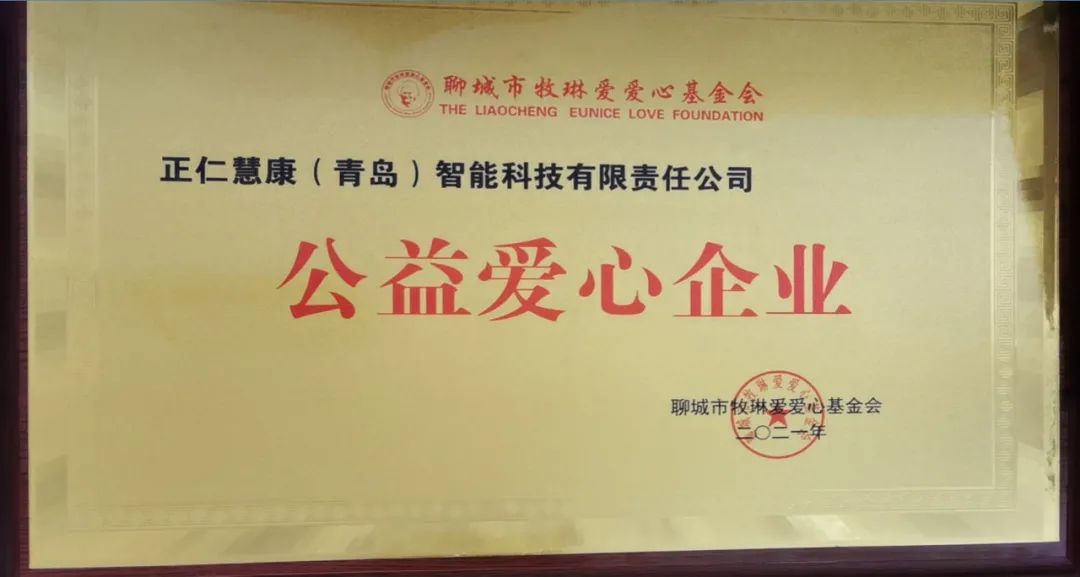 聊城市牧琳爱爱心基金会
THE LIAOCHENG EUNICE LOVE FOUNDATION
正仁慧康（青岛）智能科技有限责任公司
公益爱心企业
聊城市牧琳爱爱心基金会
二〇二一年